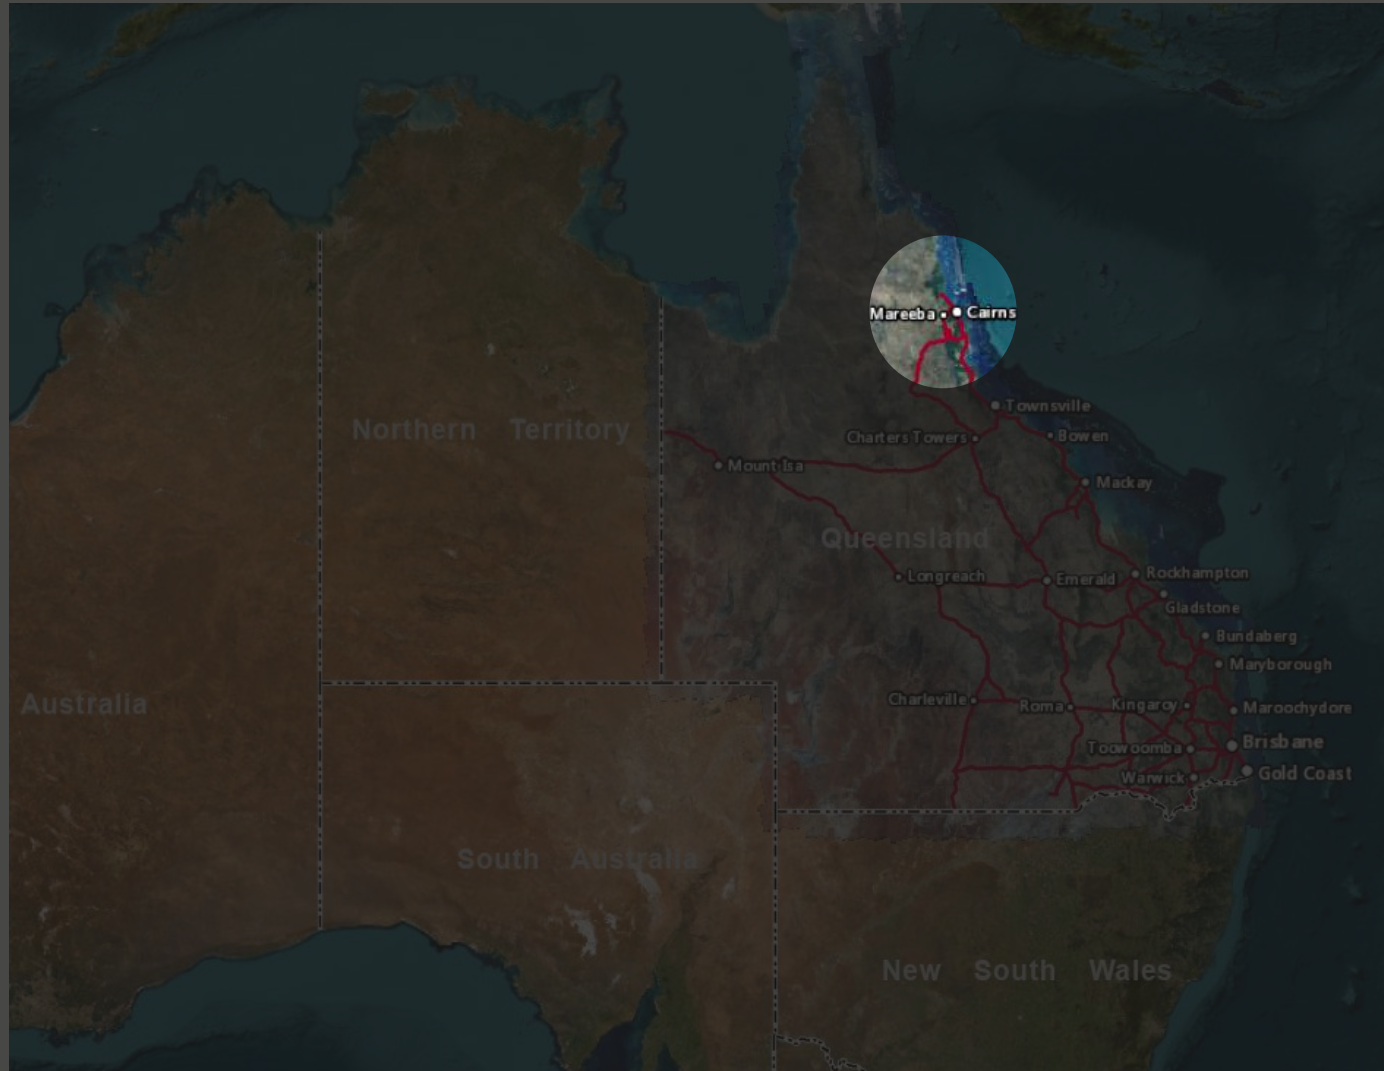 Mareeba
Cairns
Northern Territory
Townsville
Charters Towers
Bowen
Mount Isa
Mackay
Queensland
Longreach
Emerald
Rockhampton
Gladstone
Bundaberg
Maryborough
Australia
Charleville
Roma
Kingaroy
Maroochydore
Toowoomba
Brisbane
Warwick
Gold Coast
South Australia
New South Wales